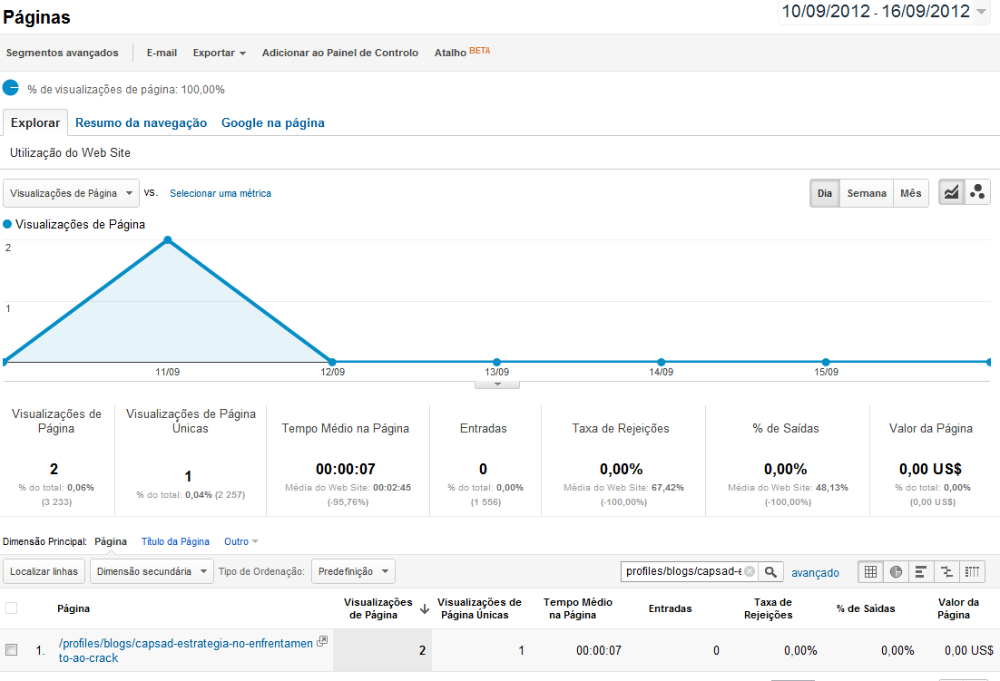 Páginas
10/09/2012 - 16/09/2012
Segmentos avançados E-mail Exportar Adicionar ao Painel de Controlo Atalho BETA
% de visualizações de página: 100,00%
Explorar Resumo da navegação Google na página
Utilização do Web Site
Visualizações de Página vs. Selecionar uma métrica Dia Semana Mês
Visualizações de Página
2
1
11/09 12/09 13/09 14/09 15/09
Visualizações de
Página
2
% do total: 0,06%
(3 233)
Visualizações de Página
Únicas
1
% do total: 0,04% (2 257)
Tempo Médio na Página
00:00:07
Média do Web Site: 00:02:45
(-95,76%)
Entradas
0
% do total: 0,00%
(1 556)
Taxa de Rejeições
0,00%
Média do Web Site: 67,42%
(-100,00%)
% de Saídas
0,00%
Média do Web Site: 48,13%
(-100,00%)
Valor da Página
0,00 US$
% do total: 0,00%
(0,00 US$)
Dimensão Principal: Página Título da Página Outro
Localizar linhas Dimensão secundária Tipo de Ordenação: Predefinição profiles/blogs/capsad-e avançado
Página
Visualizações
de Página
Visualizações de
Página Únicas
Tempo Médio
na Página
Entradas
Taxa de
Rejeições
% de Saídas
Valor da
Página
1. /profiles/blogs/capsad-estrategia-no-enfrentamen
to-ao-crack
2 1 00:00:07 0 0,00% 0,00% 0,00 US$